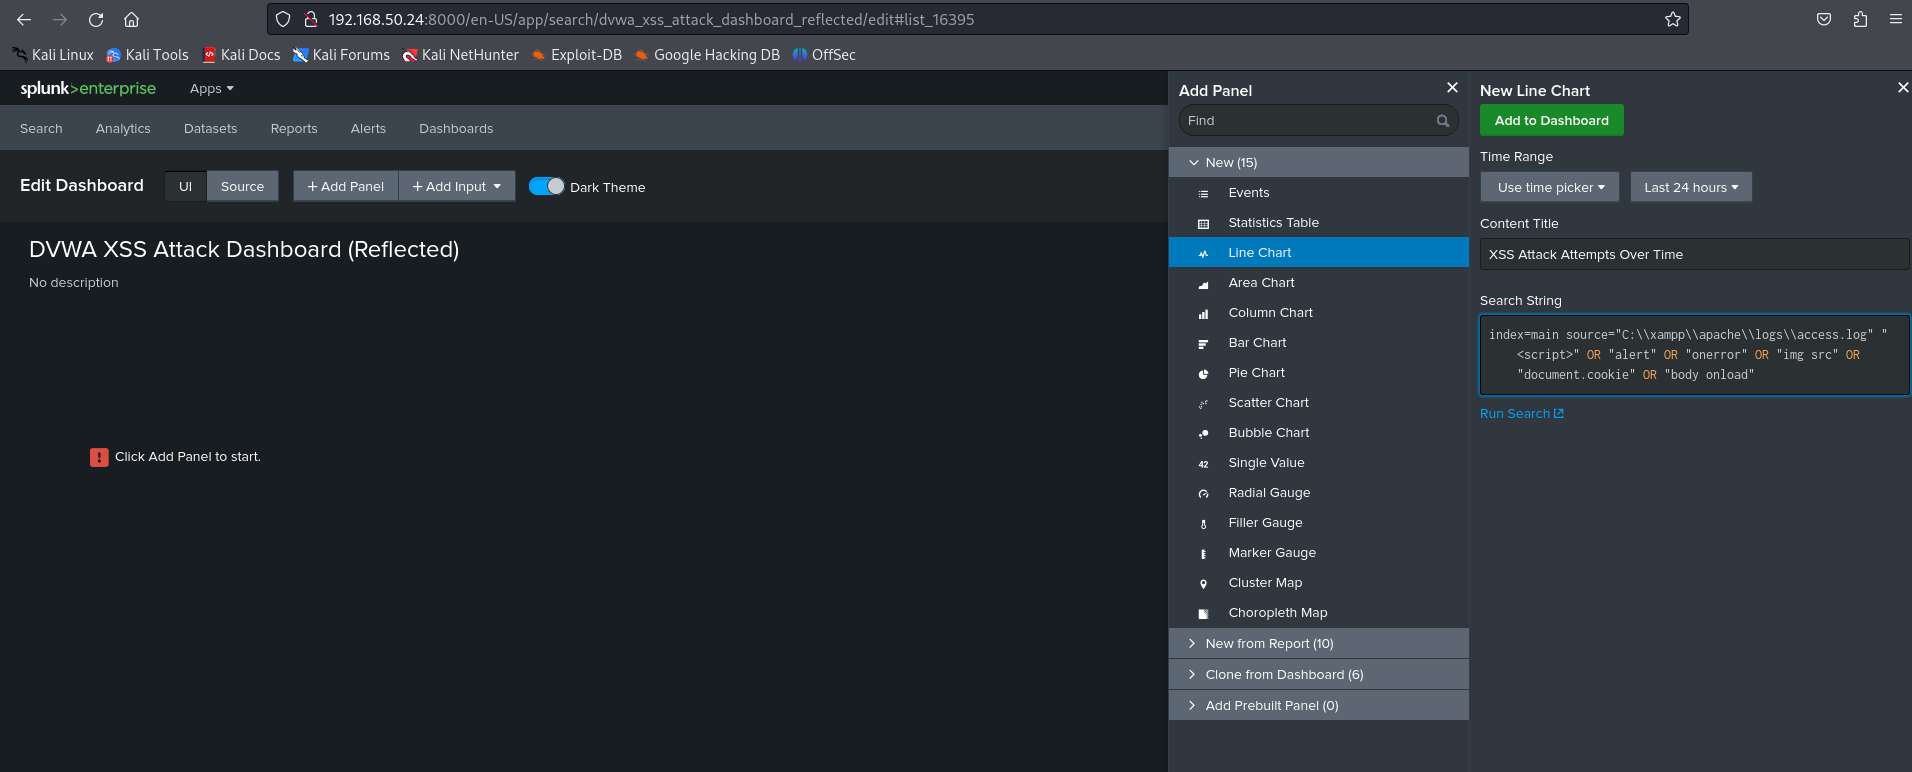 192.168.50.24:8000/en-US/app/search/dvwa_xss_attack_dashboard_reflected/edit#list_16395
Kali Linux Kali Tools Kali Docs Kali Forums Kali NetHunter Exploit-DB Google Hacking DB OffSec
splunk>enterprise Apps
Search Analytics Datasets Reports Alerts Dashboards
Edit Dashboard UI Source + Add Panel + Add Input Dark Theme
DVWA XSS Attack Dashboard (Reflected)
No description
! Click Add Panel to start.
Add Panel
Find
New (15)
Events
Statistics Table
Line Chart
Area Chart
Column Chart
Bar Chart
Pie Chart
Scatter Chart
Bubble Chart
42 Single Value
Radial Gauge
Filler Gauge
Marker Gauge
Cluster Map
Choropleth Map
New from Report (10)
Clone from Dashboard (6)
Add Prebuilt Panel (0)
New Line Chart
Add to Dashboard
Time Range
Use time picker Last 24 hours
Content Title
XSS Attack Attempts Over Time
Search String
index=main source="C:\\xampp\\apache\\logs\\access.log" "
<script>" OR "alert" OR "onerror" OR "img src" OR
"document.cookie" OR "body onload"
Run Search